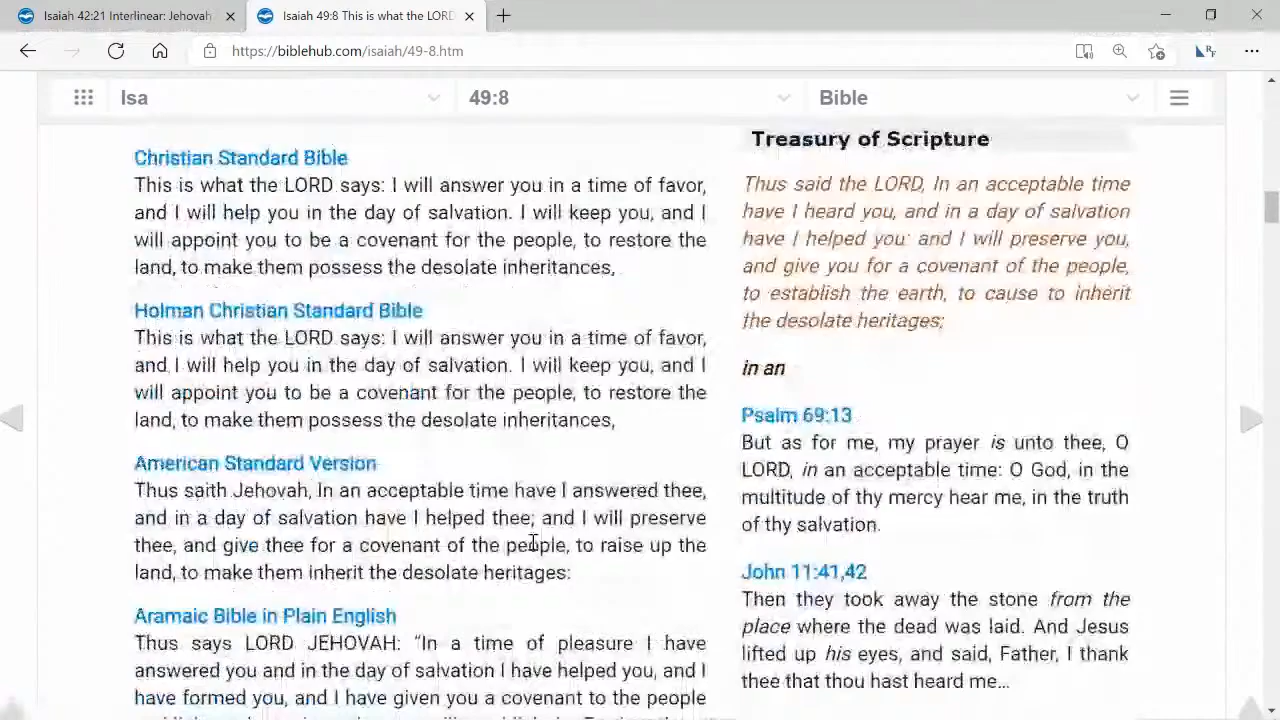 Isaiah 42:21 Interlinear: Jehovah
Isaiah 49:8 This is what the LORD
https://biblehub.com/isaiah/49-8.htm
Isa
49:8
Bible
Christian Standard Bible
This is what the LORD says: I will answer you in a time of favor,
and I will help you in the day of salvation. I will keep you, and I
will appoint you to be a covenant for the people, to restore the
land, to make them possess the desolate inheritances,
Holman Christian Standard Bible
This is what the LORD says: I will answer you in a time of favor,
and I will help you in the day of salvation. I will keep you, and I
will appoint you to be a covenant for the people, to restore the
land, to make them possess the desolate inheritances,
American Standard Version
Thus saith Jehovah, In an acceptable time have I answered thee,
and in a day of salvation have I helped thee; and I will preserve
thee, and give thee for a covenant of the people, to raise up the
land, to make them inherit the desolate heritages:
Aramaic Bible in Plain English
Thus says LORD JEHOVAH: “In a time of pleasure I have
answered you and in the day of salvation I have helped you, and I
have formed you, and I have given you a covenant to the people
Treasury of Scripture
Thus said the LORD, In an acceptable time
have I heard you, and in a day of salvation
have I helped you: and I will preserve you,
and give you for a covenant of the people,
to establish the earth, to cause to inherit
the desolate heritages;
in an
Psalm 69:13
But as for me, my prayer is unto thee, O
LORD, in an acceptable time: O God, in the
multitude of thy mercy hear me, in the truth
of thy salvation.
John 11:41,42
Then they took away the stone from the
place where the dead was laid. And Jesus
lifted up his eyes, and said, Father, I thank
thee that thou hast heard me…